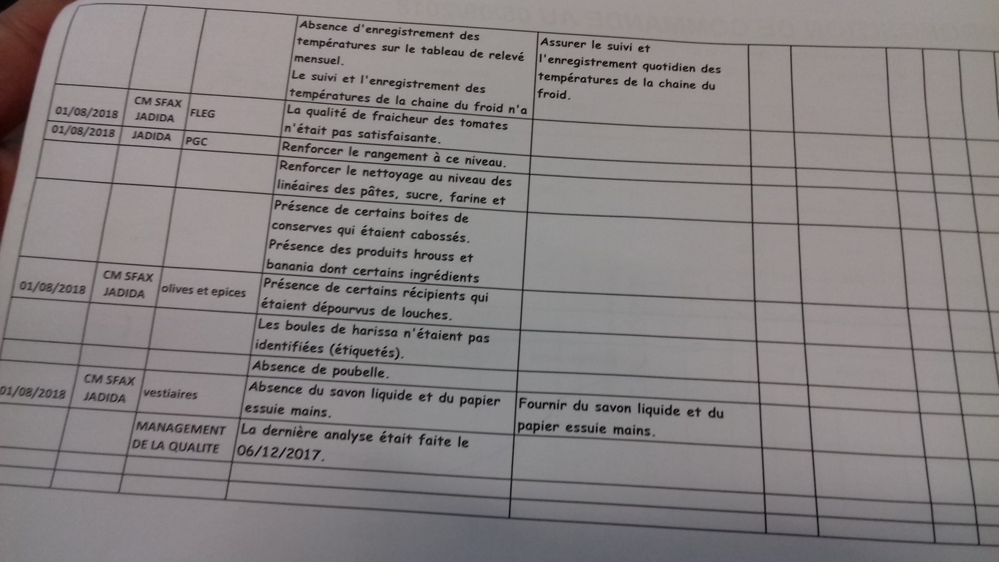 Absence d'enregistrement des
températures sur le tableau de relevé
mensuel.
Le suivi et l'enregistrement des
températures de la chaine du froid n'a
Assurer le suivi et
l'enregistrement quotidien des
températures de la chaine du
froid.
01/08/2018
CM SFAX
JADIDA
FLEG
La qualité de fraicheur des tomates
n'était pas satisfaisante.
01/08/2018
JADIDA
PGC
Renforcer le rangement à ce niveau.
Renforcer le nettoyage au niveau des
linéaires des pâtes, sucre, farine et
Présence de certains boites de
conserves qui étaient cabossés.
Présence des produits hrouss et
banania dont certains ingrédients
01/08/2018
CM SFAX
JADIDA
olives et epices
Présence de certains récipients qui
étaient dépourvus de louches.
Les boules de harissa n'étaient pas
identifiées (étiquetés).
Absence de poubelle.
01/08/2018
CM SFAX
JADIDA
vestiaires
Absence du savon liquide et du papier
essuie mains.
Fournir du savon liquide et du
papier essuie mains.
MANAGEMENT
DE LA QUALITE
La dernière analyse était faite le
06/12/2017.